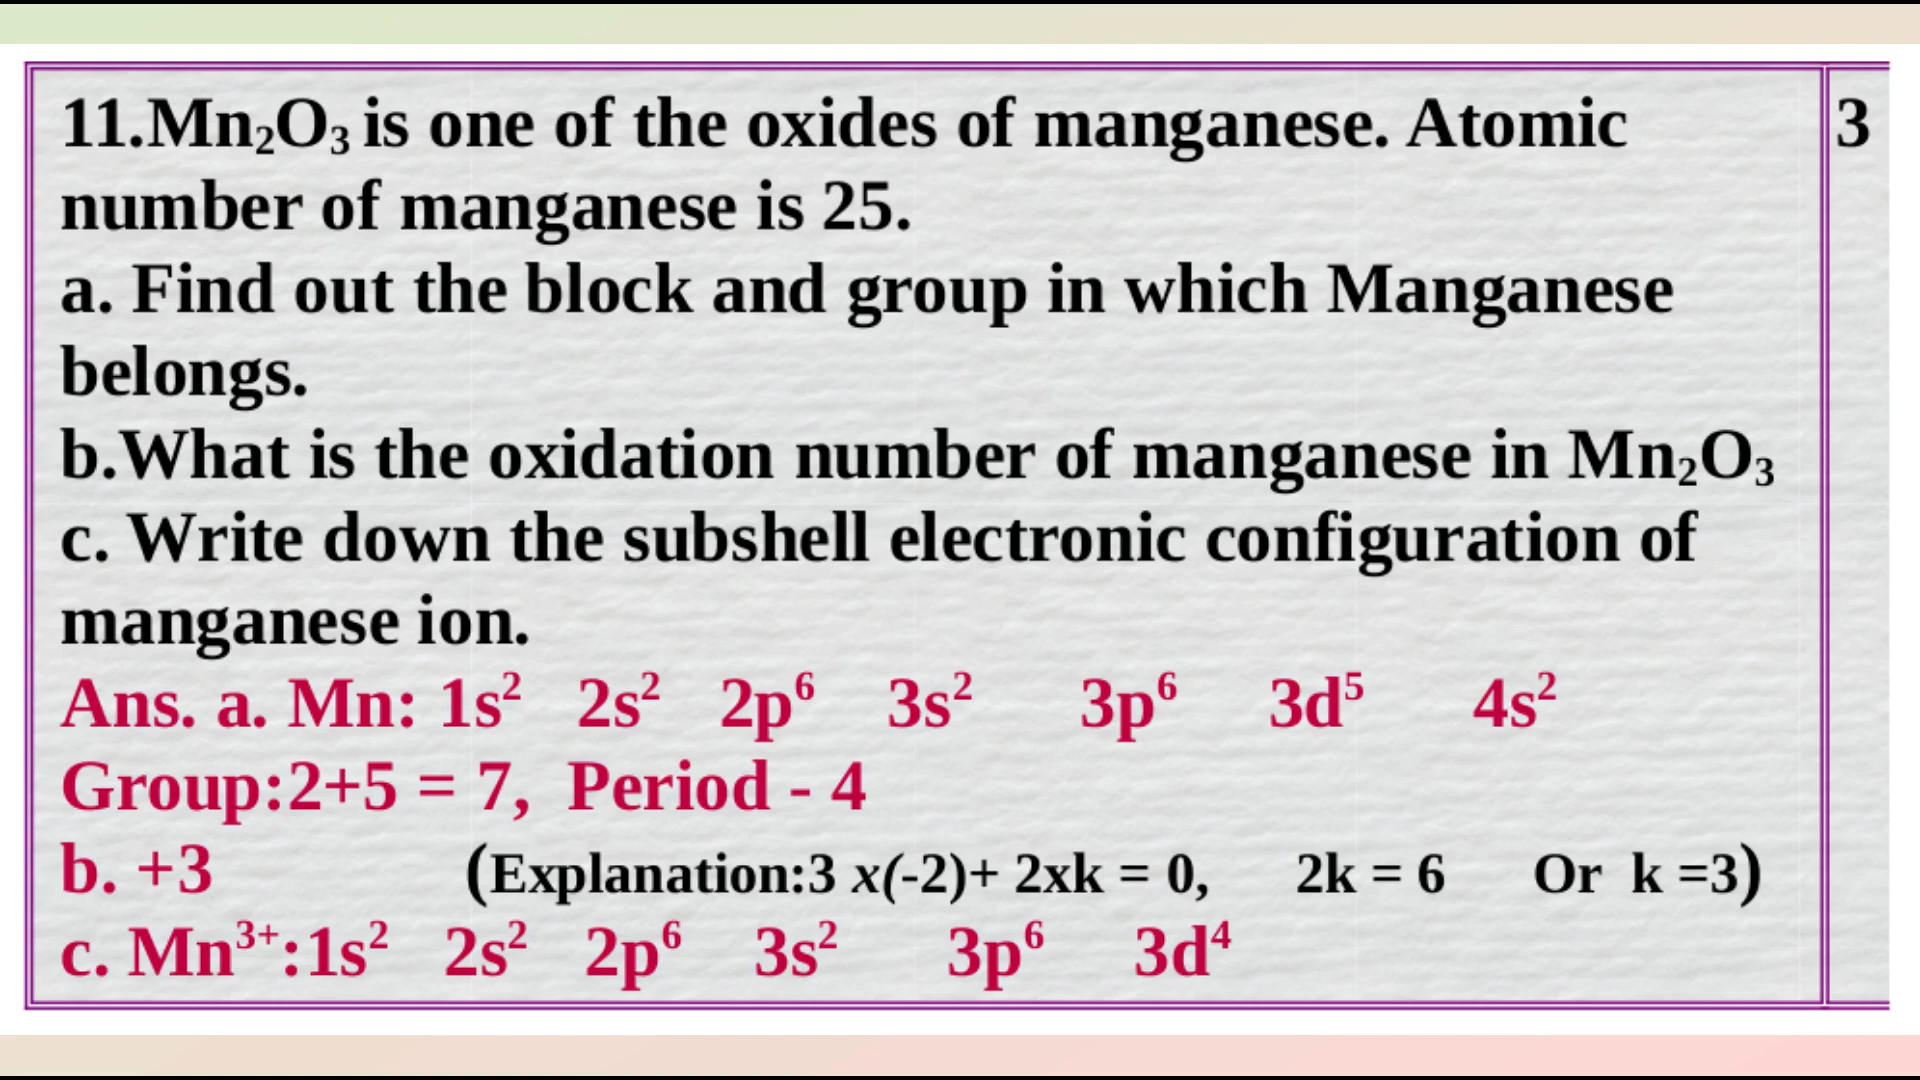 11.Mn₂O₃ is one of the oxides of manganese. Atomic 3
number of manganese is 25.
a. Find out the block and group in which Manganese
belongs.
b.What is the oxidation number of manganese in Mn₂O₃
c. Write down the subshell electronic configuration of
manganese ion.
Ans. a. Mn: 1s² 2s² 2p⁶ 3s² 3p⁶ 3d⁵ 4s²
Group:2+5 = 7, Period - 4
b. +3 (Explanation:3 x(-2)+ 2xk = 0, 2k = 6 Or k =3)
c. Mn³⁺:1s² 2s² 2p⁶ 3s² 3p⁶ 3d⁴